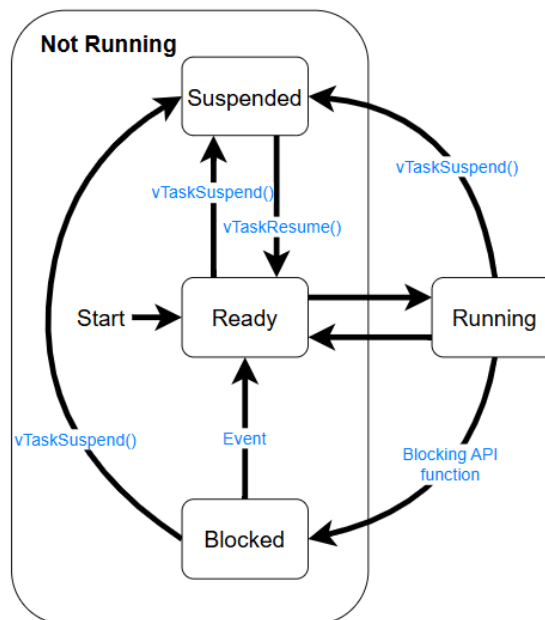 Not Running
Suspended
vTaskSuspend()
vTaskSuspend()
vTaskResume()
Start
Ready
Running
vTaskSuspend()
Event
Blocking API
function
Blocked